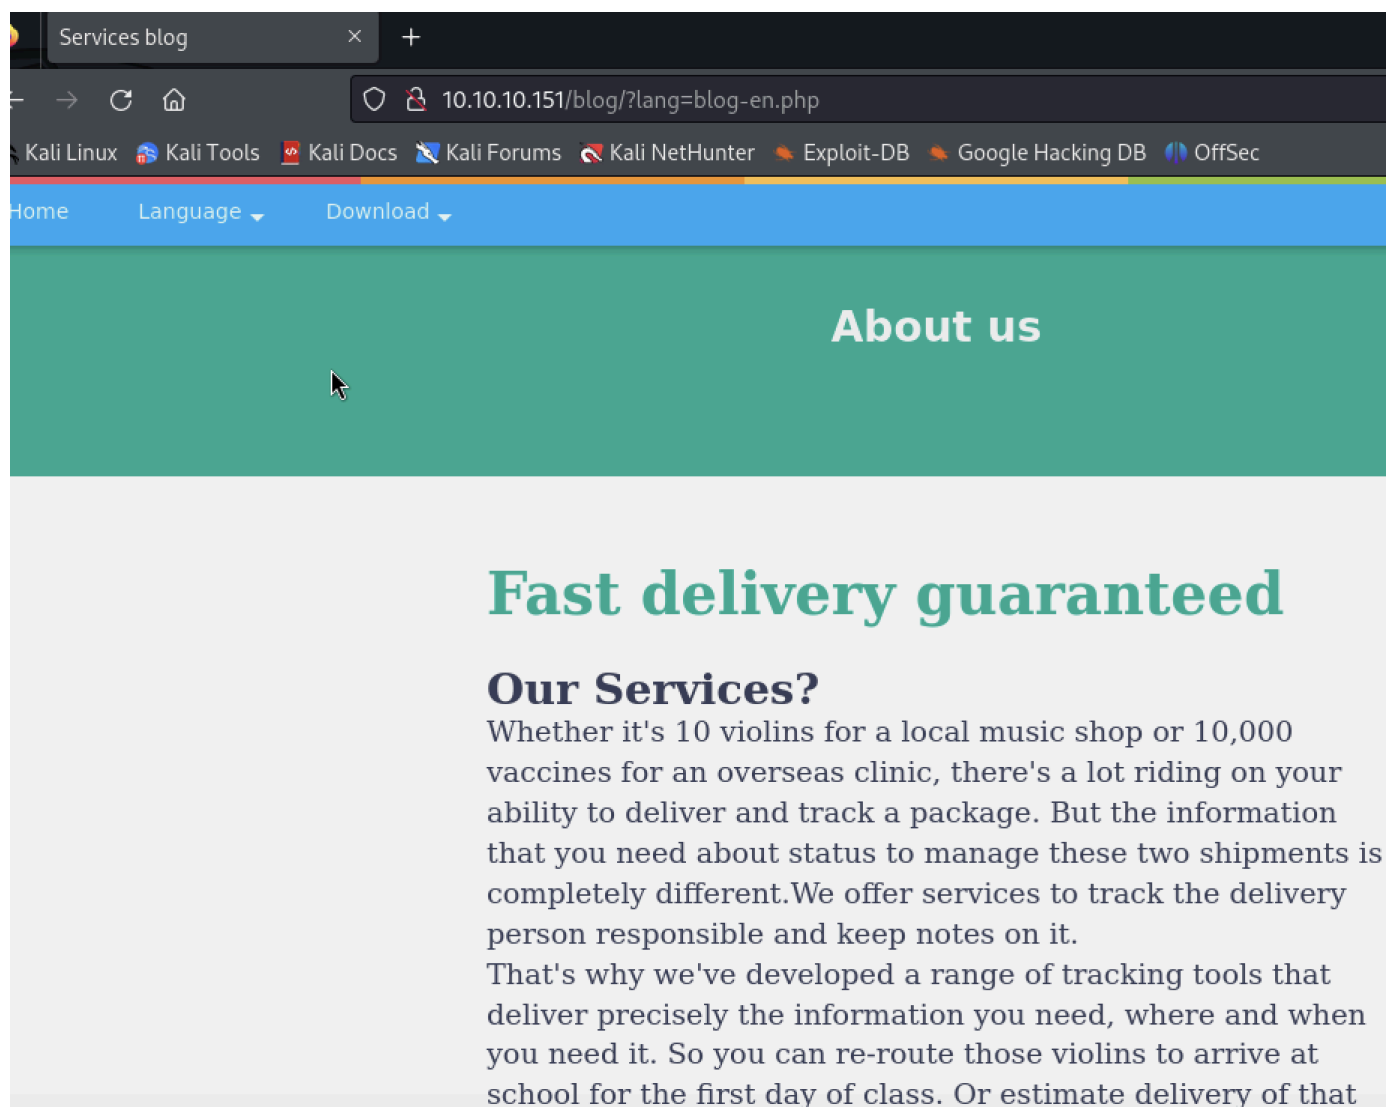 Services blog
10.10.10.151/blog/?lang=blog-en.php
Kali Linux Kali Tools Kali Docs Kali Forums Kali NetHunter Exploit-DB Google Hacking DB OffSec
Home Language Download
About us
Fast delivery guaranteed
Our Services?
Whether it's 10 violins for a local music shop or 10,000
vaccines for an overseas clinic, there's a lot riding on your
ability to deliver and track a package. But the information
that you need about status to manage these two shipments is
completely different.We offer services to track the delivery
person responsible and keep notes on it.
That's why we've developed a range of tracking tools that
deliver precisely the information you need, where and when
you need it. So you can re-route those violins to arrive at
school for the first day of class. Or estimate delivery of that